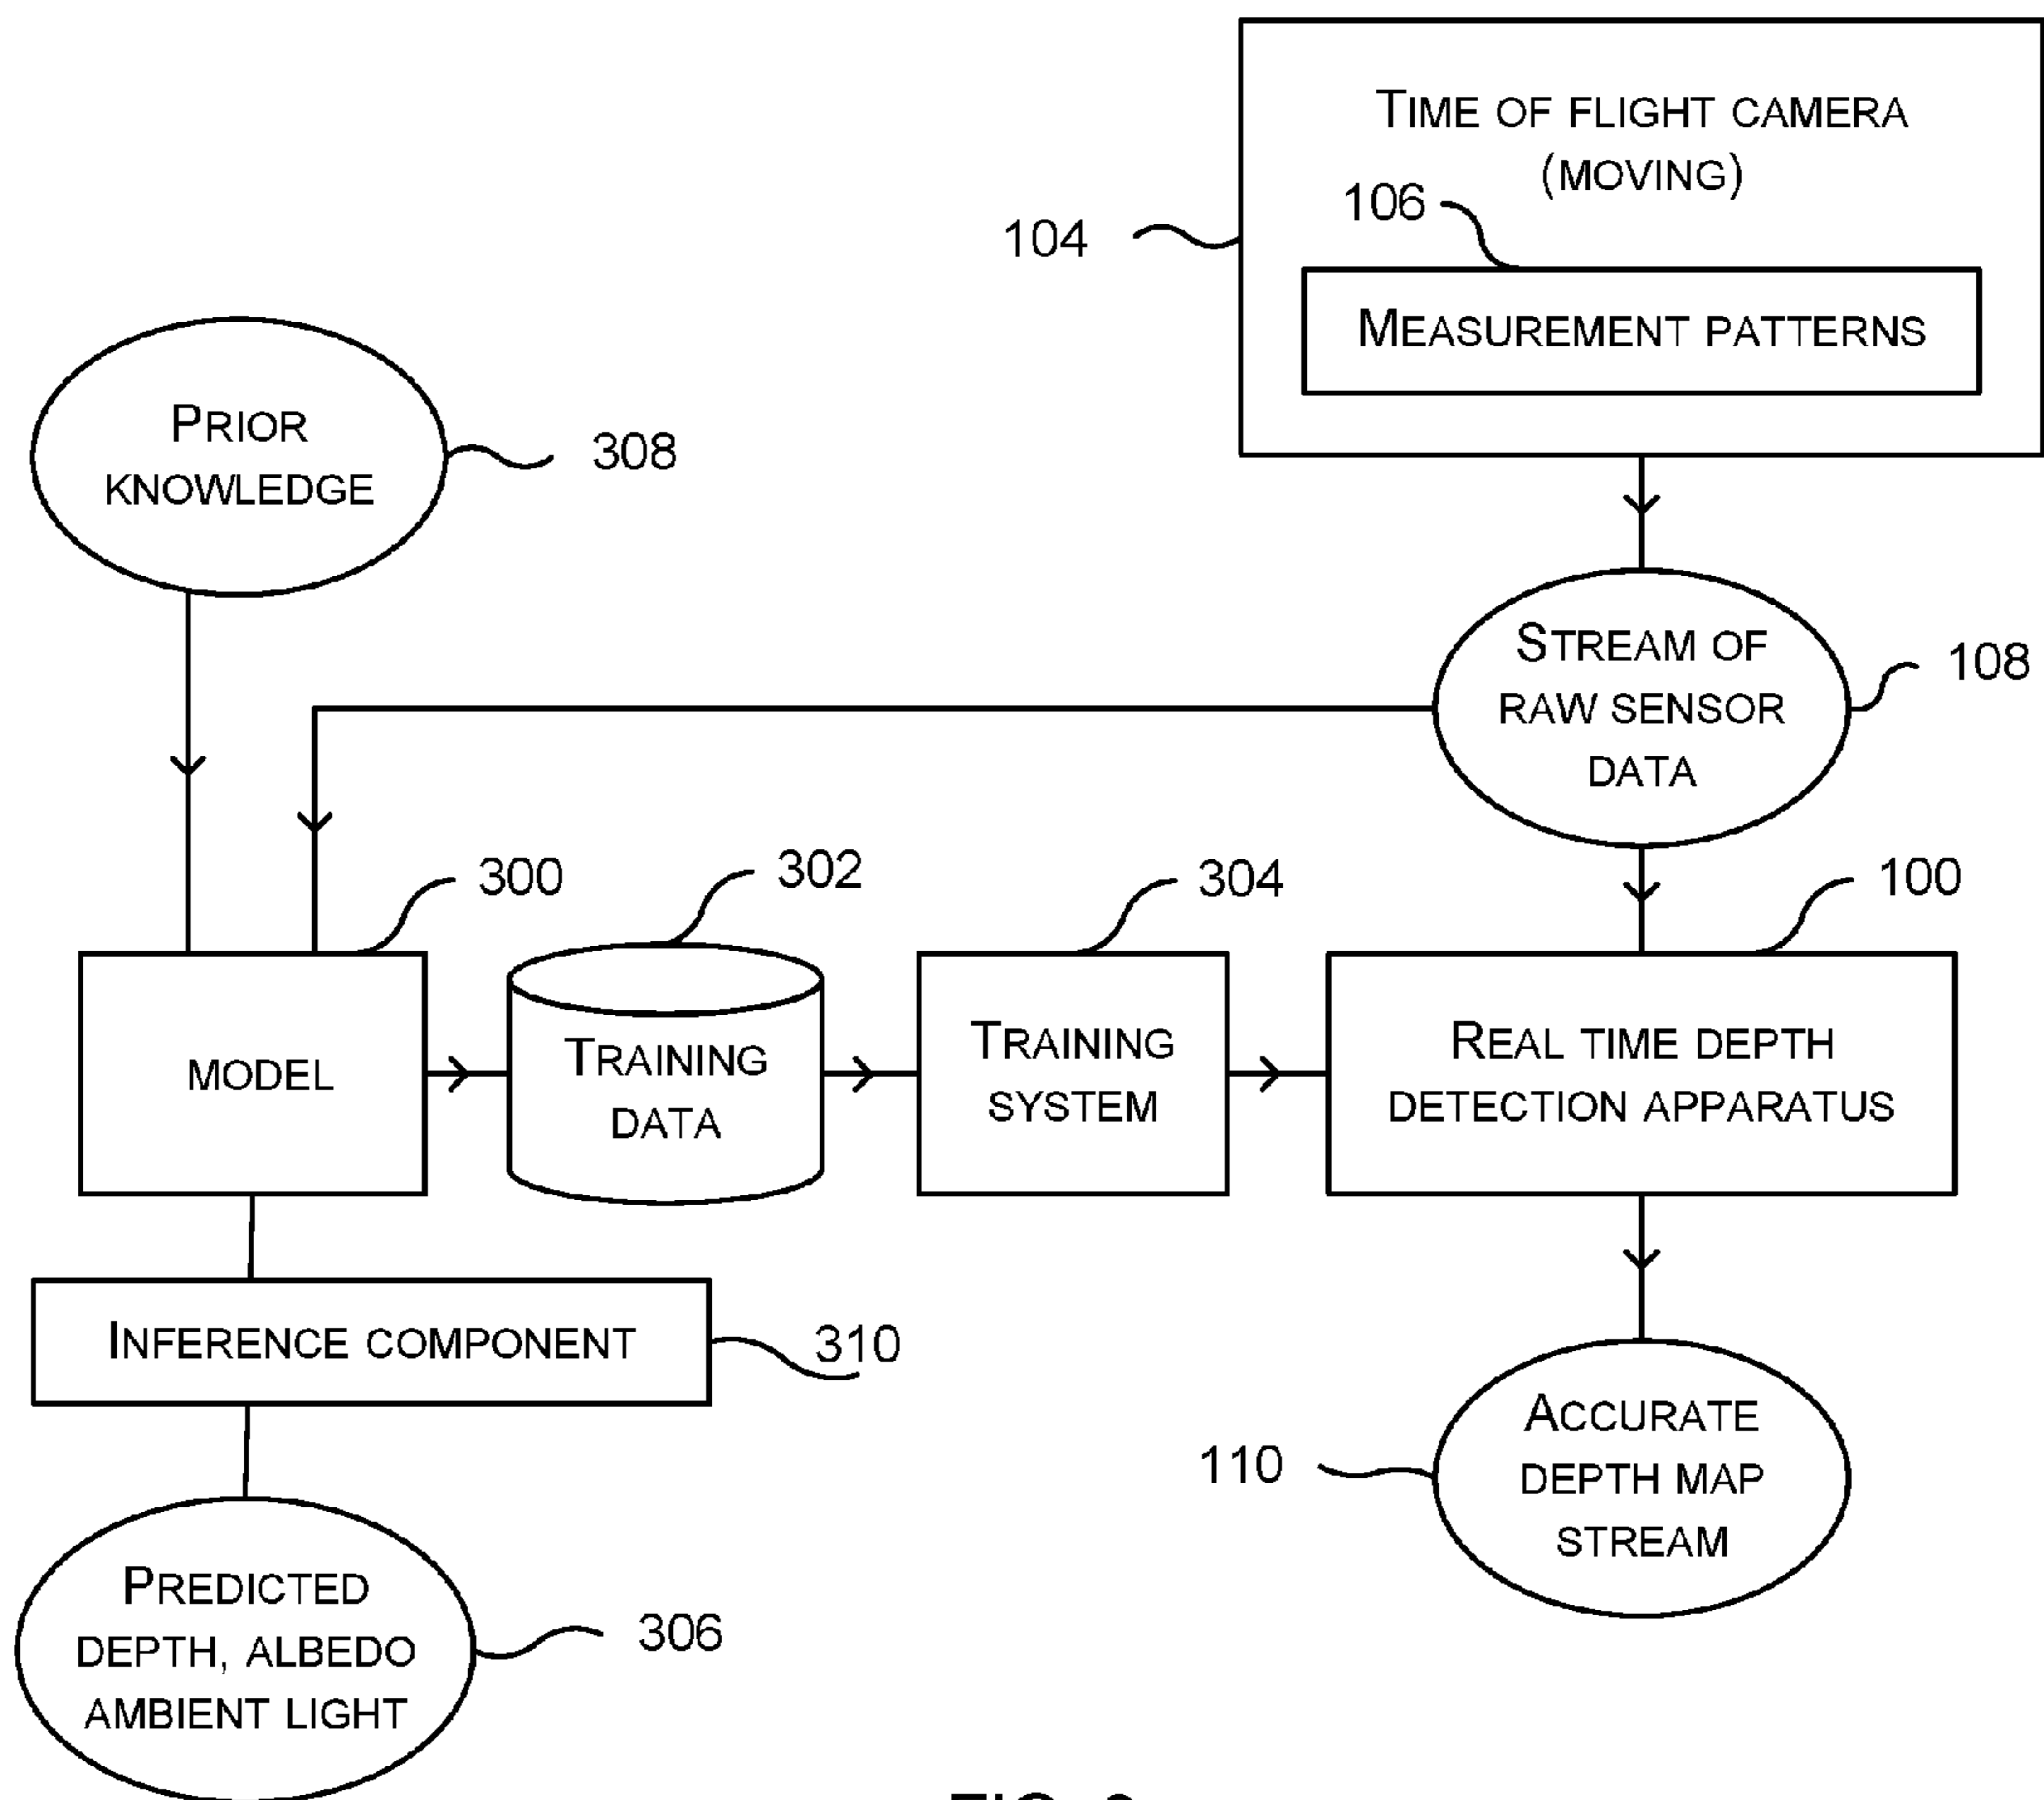 TIME OF FLIGHT CAMERA
(MOVING)
106
104
MEASUREMENT PATTERNS
PRIOR
KNOWLEDGE
308
STREAM OF
RAW SENSOR
DATA
108
300
302
304
100
MODEL
TRAINING
DATA
TRAINING
SYSTEM
REAL TIME DEPTH
DETECTION APPARATUS
INFERENCE COMPONENT
310
ACCURATE
DEPTH MAP
STREAM
110
PREDICTED
DEPTH, ALBEDO
AMBIENT LIGHT
306